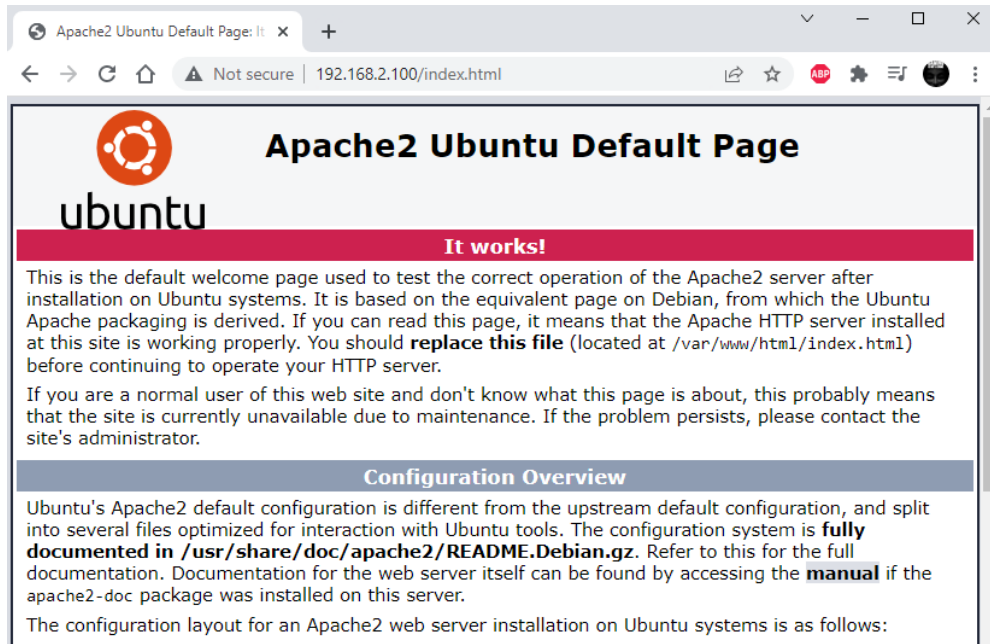 Apache2 Ubuntu Default Page: It
Not secure | 192.168.2.100/index.html
ABP
ubuntu
Apache2 Ubuntu Default Page
It works!
This is the default welcome page used to test the correct operation of the Apache2 server after
installation on Ubuntu systems. It is based on the equivalent page on Debian, from which the Ubuntu
Apache packaging is derived. If you can read this page, it means that the Apache HTTP server installed
at this site is working properly. You should replace this file (located at /var/www/html/index.html)
before continuing to operate your HTTP server.
If you are a normal user of this web site and don't know what this page is about, this probably means
that the site is currently unavailable due to maintenance. If the problem persists, please contact the
site's administrator.
Configuration Overview
Ubuntu's Apache2 default configuration is different from the upstream default configuration, and split
into several files optimized for interaction with Ubuntu tools. The configuration system is fully
documented in /usr/share/doc/apache2/README.Debian.gz. Refer to this for the full
documentation. Documentation for the web server itself can be found by accessing the manual if the
apache2-doc package was installed on this server.
The configuration layout for an Apache2 web server installation on Ubuntu systems is as follows: